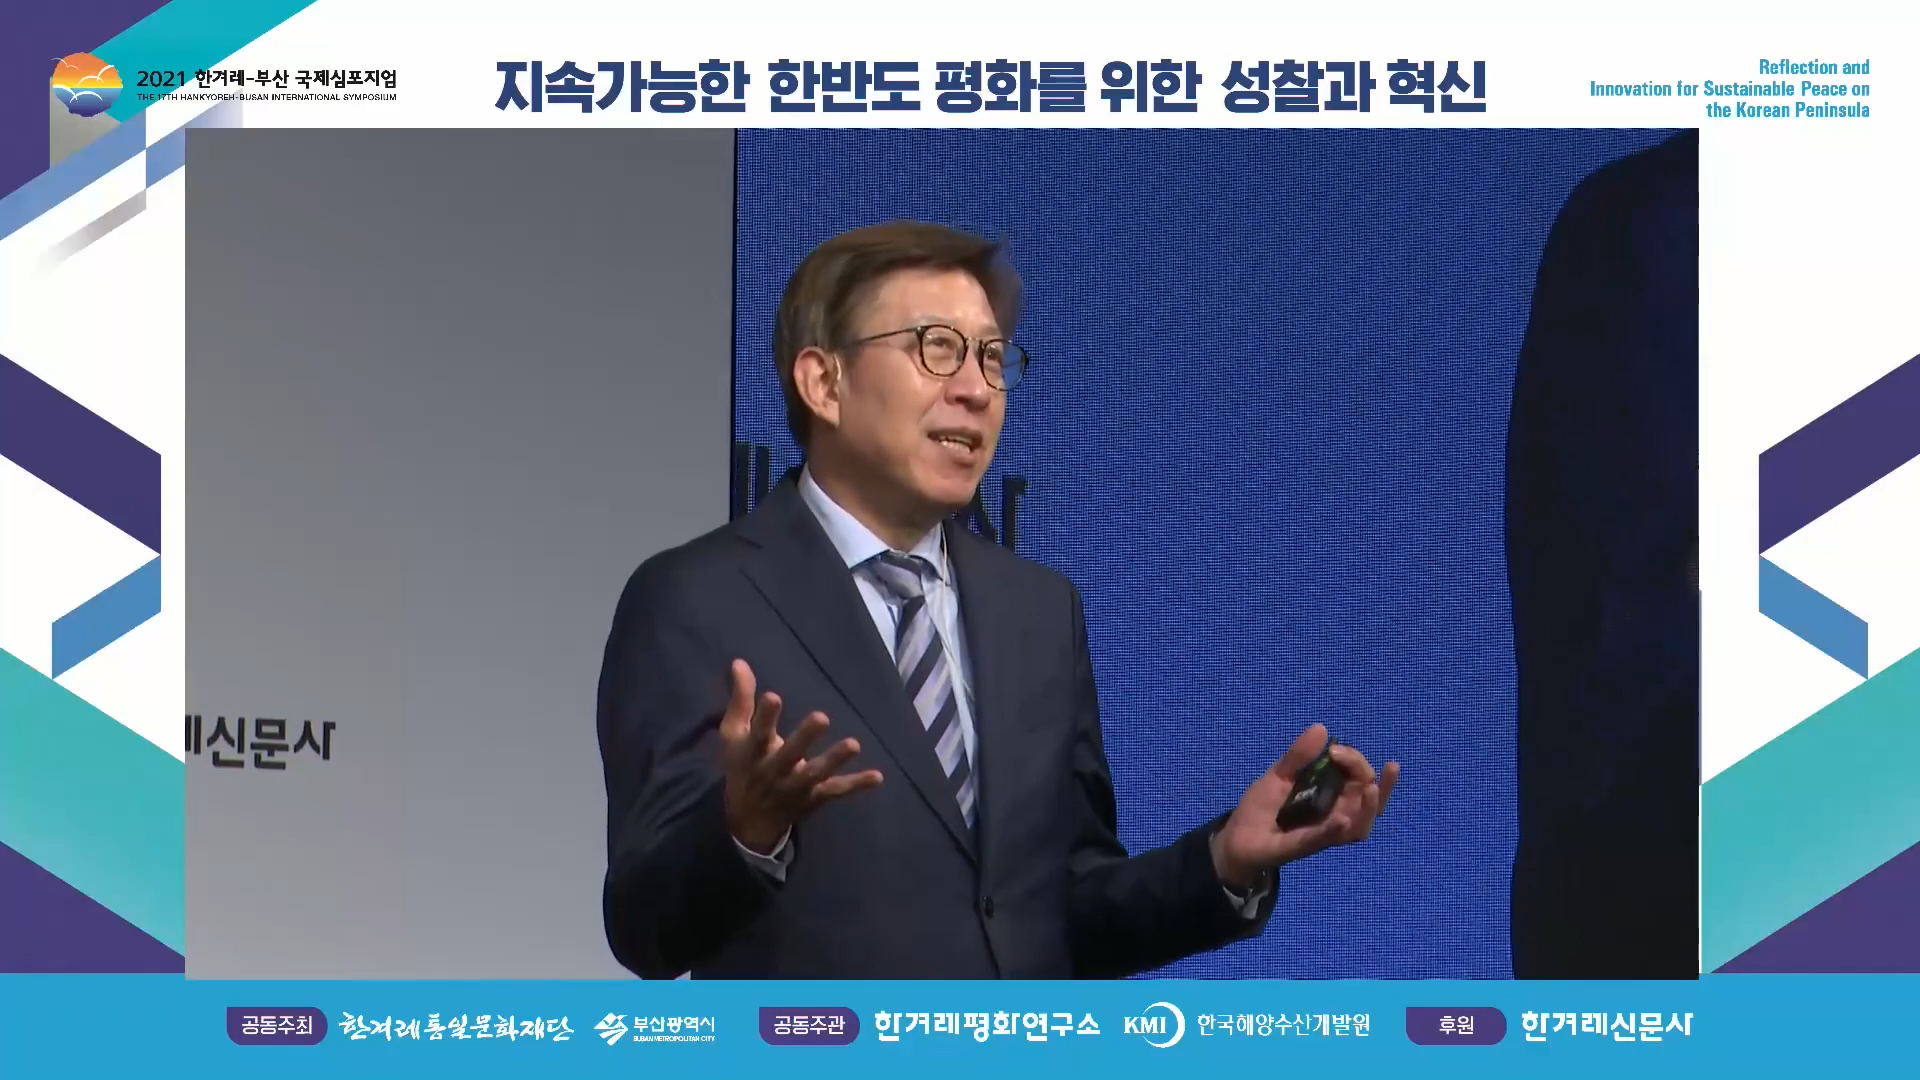 2021 한겨레-부산 국제심포지엄
THE 17TH HANKYOREH-BUSAN INTERNATIONAL SYMPOSIUM
지속가능한 한반도 평화를 위한 성찰과 혁신
Reflection and
Innovation for Sustainable Peace on
the Korean Peninsula
레신문사
공동주최 한겨레통일문화재단 부산광역시
BUSAN METROPOLITAN CITY
공동주관 한겨레평화연구소 KMI 한국해양수산개발원
후원 한겨레신문사